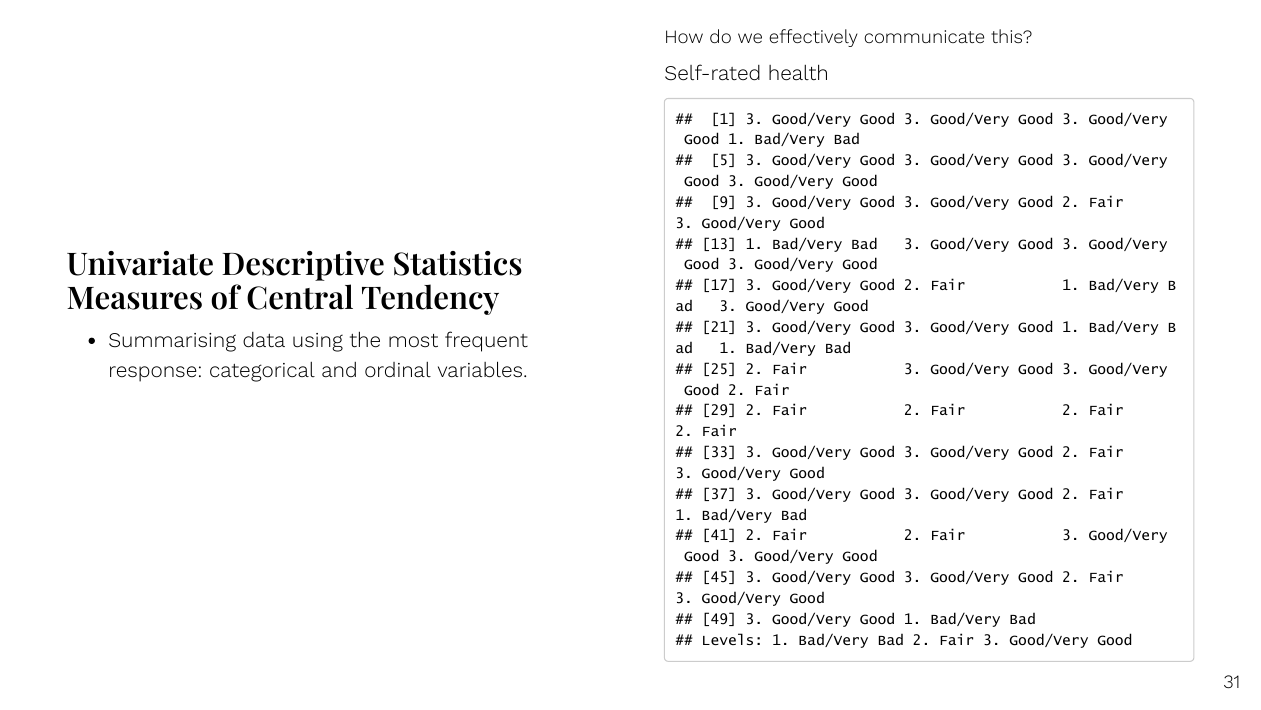 Univariate Descriptive Statistics
Measures of Central Tendency
• Summarising data using the most frequent
response: categorical and ordinal variables.
How do we effectively communicate this?
Self-rated health
##  [1] 3. Good/Very Good 3. Good/Very Good 3. Good/Very
 Good 1. Bad/Very Bad
##  [5] 3. Good/Very Good 3. Good/Very Good 3. Good/Very
 Good 3. Good/Very Good
##  [9] 3. Good/Very Good 3. Good/Very Good 2. Fair
3. Good/Very Good
## [13] 1. Bad/Very Bad   3. Good/Very Good 3. Good/Very
 Good 3. Good/Very Good
## [17] 3. Good/Very Good 2. Fair           1. Bad/Very B
ad   3. Good/Very Good
## [21] 3. Good/Very Good 3. Good/Very Good 1. Bad/Very B
ad   1. Bad/Very Bad
## [25] 2. Fair           3. Good/Very Good 3. Good/Very
 Good 2. Fair
## [29] 2. Fair           2. Fair           2. Fair
2. Fair
## [33] 3. Good/Very Good 3. Good/Very Good 2. Fair
3. Good/Very Good
## [37] 3. Good/Very Good 3. Good/Very Good 2. Fair
1. Bad/Very Bad
## [41] 2. Fair           2. Fair           3. Good/Very
 Good 3. Good/Very Good
## [45] 3. Good/Very Good 3. Good/Very Good 2. Fair
3. Good/Very Good
## [49] 3. Good/Very Good 1. Bad/Very Bad
## Levels: 1. Bad/Very Bad 2. Fair 3. Good/Very Good
31